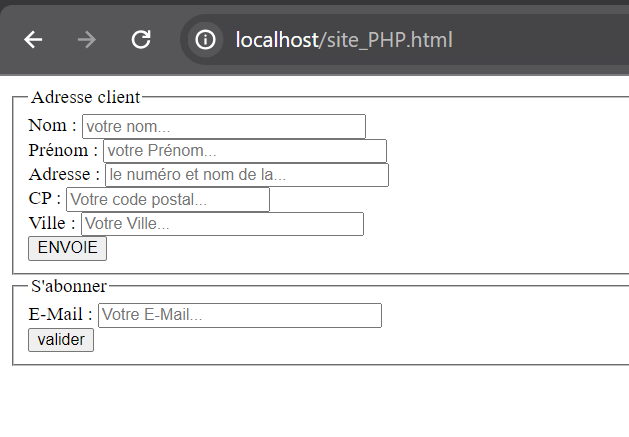 localhost/site_PHP.html
Adresse client
Nom : votre nom...
Prénom : votre Prénom...
Adresse : le numéro et nom de la...
CP : Votre code postal...
Ville : Votre Ville...
ENVOIE
S'abonner
E-Mail : Votre E-Mail...
valider